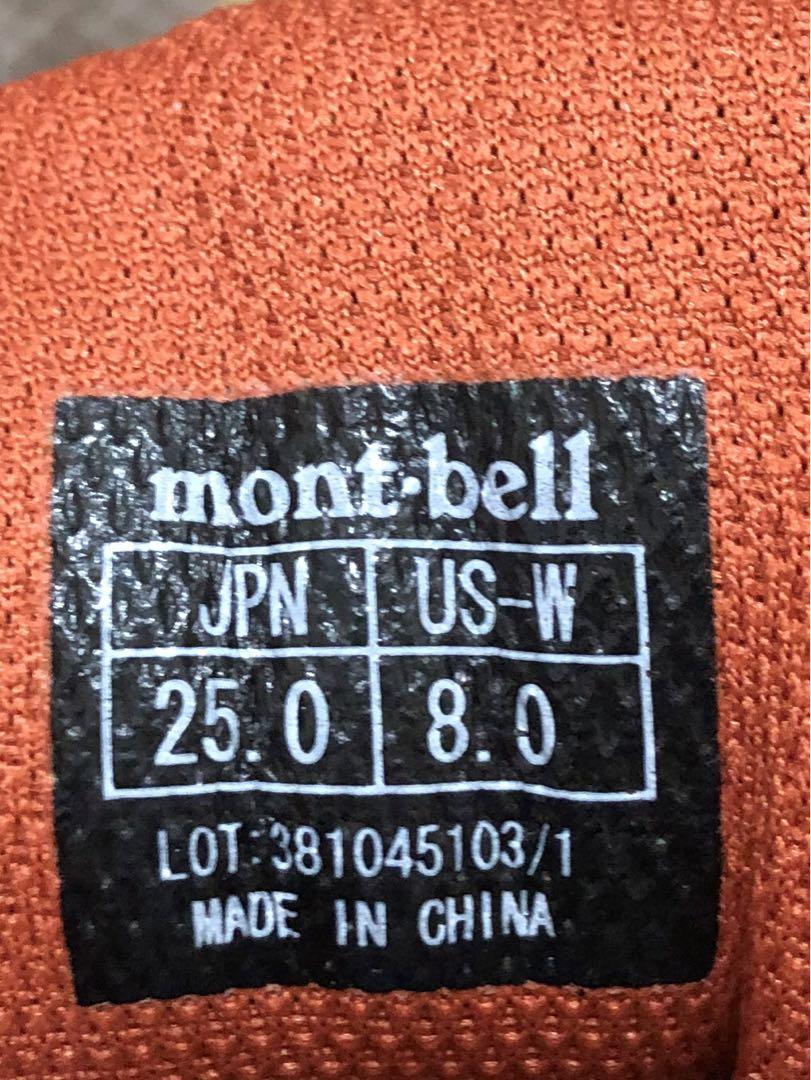 mont·bell
JPN US-W
25.0 8.0
LOT:381045103/1
MADE IN CHINA